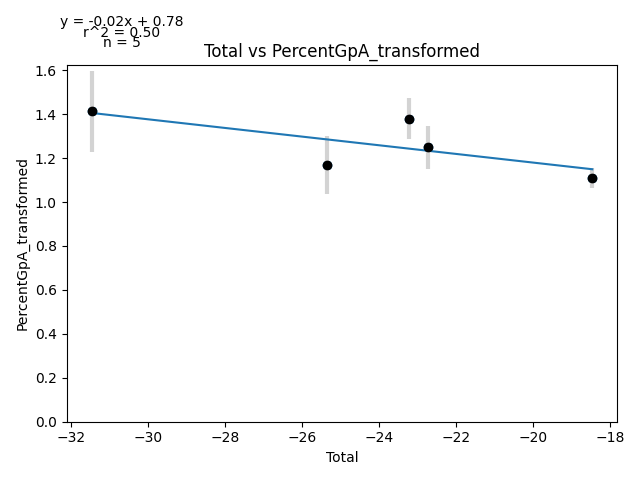 y = -0.02x + 0.78
r^2 = 0.50
n = 5
Total vs PercentGpA_transformed
1.6
1.4
1.2
1.0
0.8
0.6
0.4
0.2
0.0
PercentGpA_transformed
−32 −30 −28 −26 −24 −22 −20 −18
Total